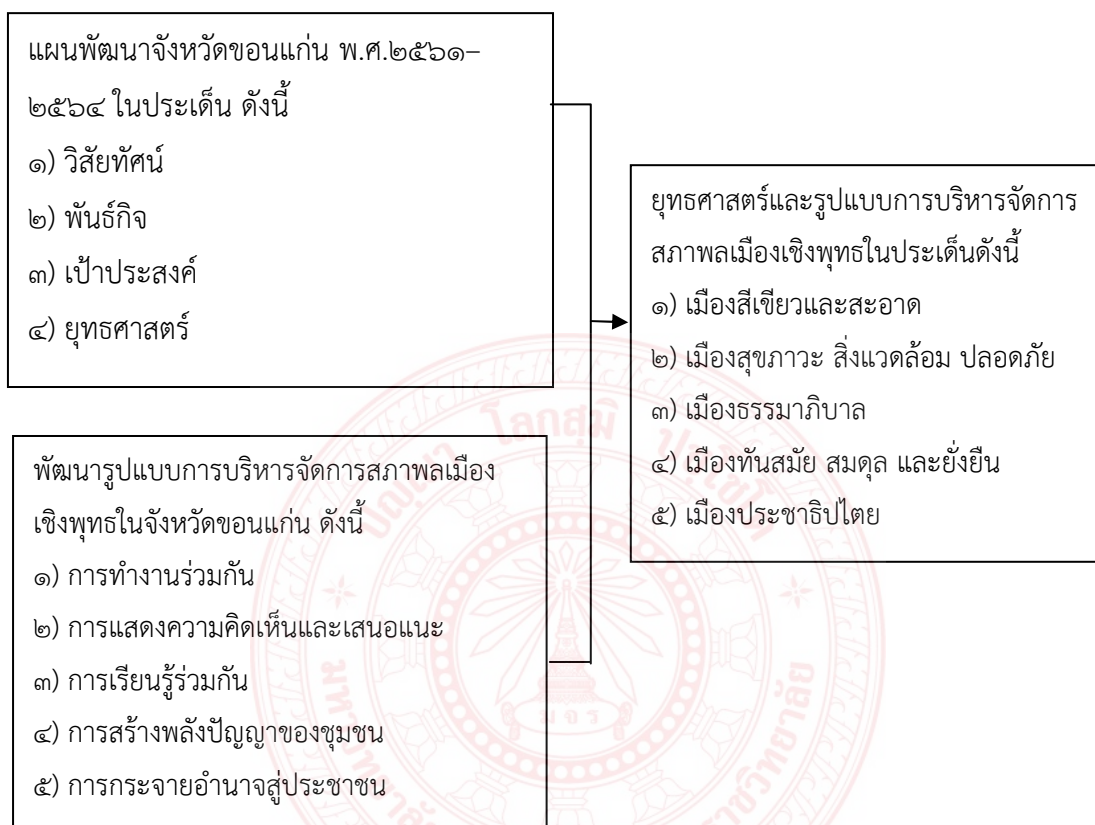 แผนพัฒนาจังหวัดขอนแก่น พ.ศ.๒๕๖๑–
๒๕๖๔ ในประเด็น ดังนี้
๑) วิสัยทัศน์
๒) พันธ์กิจ
๓) เป้าประสงค์
๔) ยุทธศาสตร์
พัฒนารูปแบบการบริหารจัดการสภาพลเมือง
เชิงพุทธในจังหวัดขอนแก่น ดังนี้
๑) การทำงานร่วมกัน
๒) การแสดงความคิดเห็นและเสนอแนะ
๓) การเรียนรู้ร่วมกัน
๔) การสร้างพลังปัญญาของชุมชน
๕) การกระจายอำนาจสู่ประชาชน
ยุทธศาสตร์และรูปแบบการบริหารจัดการ
สภาพลเมืองเชิงพุทธในประเด็นดังนี้
๑) เมืองสีเขียวและสะอาด
๒) เมืองสุขภาวะ สิ่งแวดล้อม ปลอดภัย
๓) เมืองธรรมาภิบาล
๔) เมืองทันสมัย สมดุล และยั่งยืน
๕) เมืองประชาธิปไตย
ปญฺญา โลกสฺมิ ปชฺโชโต
ม จ ร